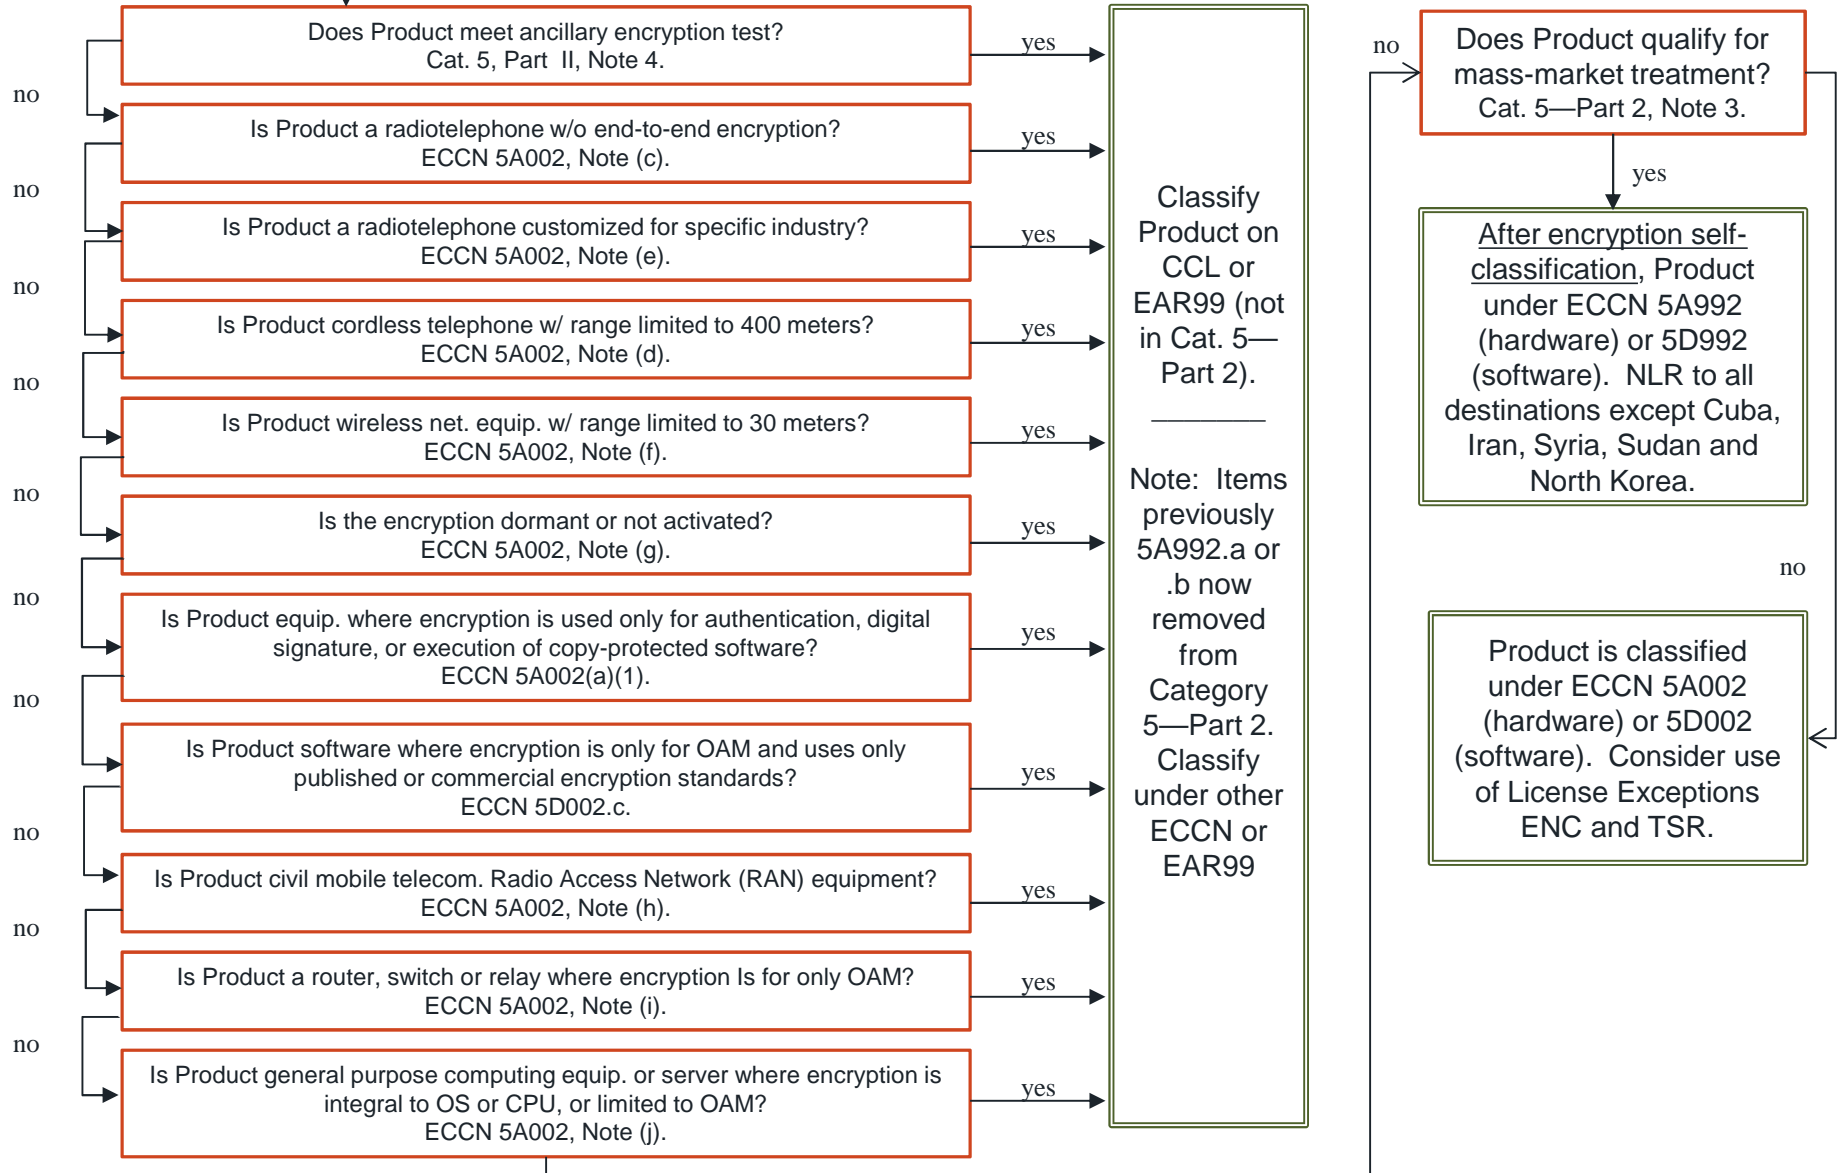 Does Product meet ancillary encryption test?
Cat. 5, Part  II, Note 4.
yes
no
Is Product a radiotelephone w/o end-to-end encryption?
ECCN 5A002, Note (c).
yes
no
Is Product a radiotelephone customized for specific industry?
ECCN 5A002, Note (e).
yes
no
Is Product cordless telephone w/ range limited to 400 meters?
ECCN 5A002, Note (d).
yes
no
Is Product wireless net. equip. w/ range limited to 30 meters?
ECCN 5A002, Note (f).
yes
no
Is the encryption dormant or not activated?
ECCN 5A002, Note (g).
yes
no
Is Product equip. where encryption is used only for authentication, digital
signature, or execution of copy-protected software?
ECCN 5A002(a)(1).
yes
no
Is Product software where encryption is only for OAM and uses only
published or commercial encryption standards?
ECCN 5D002.c.
yes
no
Is Product civil mobile telecom. Radio Access Network (RAN) equipment?
ECCN 5A002, Note (h).
yes
no
Is Product a router, switch or relay where encryption Is for only OAM?
ECCN 5A002, Note (i).
yes
no
Is Product general purpose computing equip. or server where encryption is
integral to OS or CPU, or limited to OAM?
ECCN 5A002, Note (j).
yes
Classify
Product on
CCL or
EAR99 (not
in Cat. 5—
Part 2).
________
Note:  Items
previously
5A992.a or
.b now
removed
from
Category
5—Part 2.
Classify
under other
ECCN or
EAR99
no
Does Product qualify for
mass-market treatment?
Cat. 5—Part 2, Note 3.
yes
After encryption self-
classification, Product
under ECCN 5A992
(hardware) or 5D992
(software).  NLR to all
destinations except Cuba,
Iran, Syria, Sudan and
North Korea.
no
Product is classified
under ECCN 5A002
(hardware) or 5D002
(software).  Consider use
of License Exceptions
ENC and TSR.